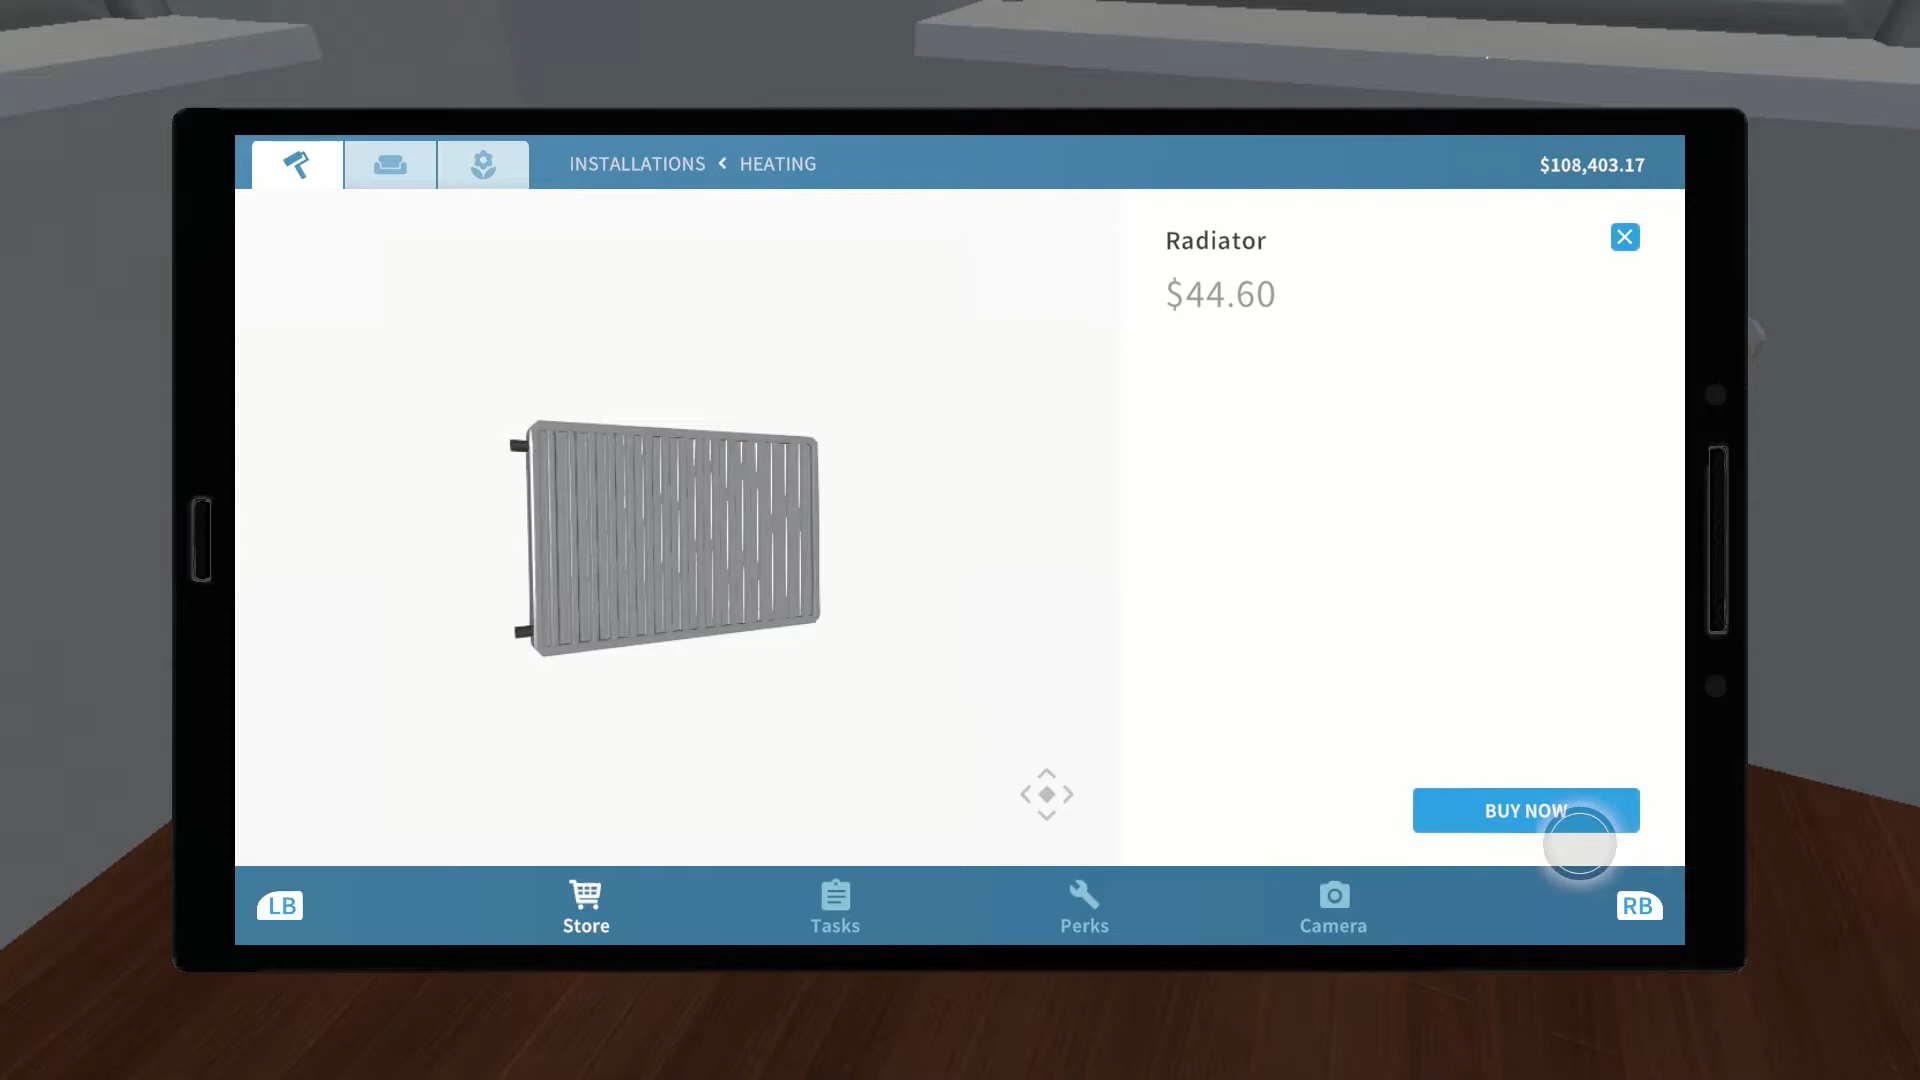 INSTALLATIONS < HEATING
$108,403.17
Radiator
$44.60
BUY NOW
LB
Store
Tasks
Perks
Camera
RB